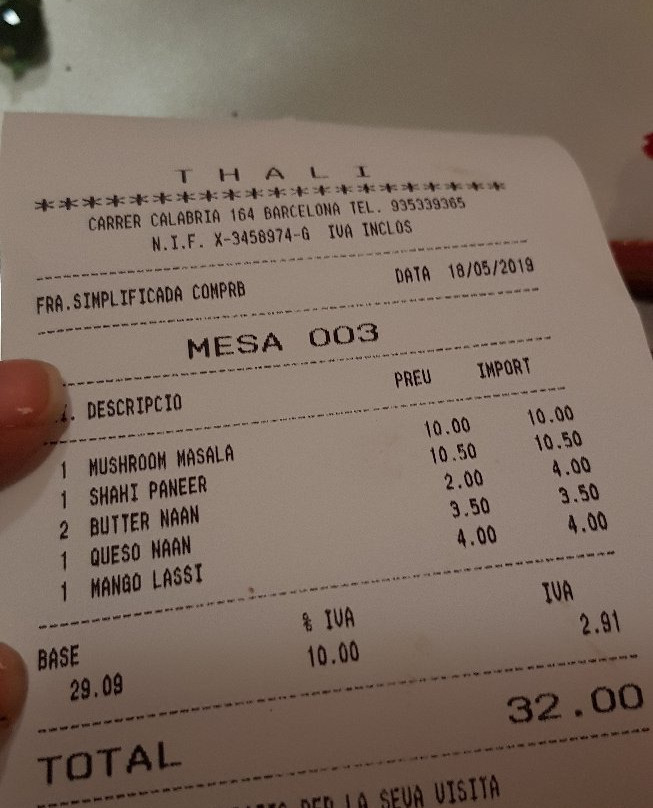 T H A L I
********************
CARRER CALABRIA 164 BARCELONA TEL. 935339365
N.I.F. X-3458974-G IVA INCLOS
FRA.SIMPLIFICADA COMPRB DATA 18/05/2019
MESA 003
. DESCRIPCIO PREU IMPORT
1 MUSHROOM MASALA 10.00 10.00
1 SHAHI PANEER 10.50 10.50
2 BUTTER NAAN 2.00 4.00
1 QUESO NAAN 3.50 3.50
1 MANGO LASSI 4.00 4.00
BASE % IVA IVA
29.09 10.00 2.91
TOTAL 32.00
PER LA SEVA VISITA